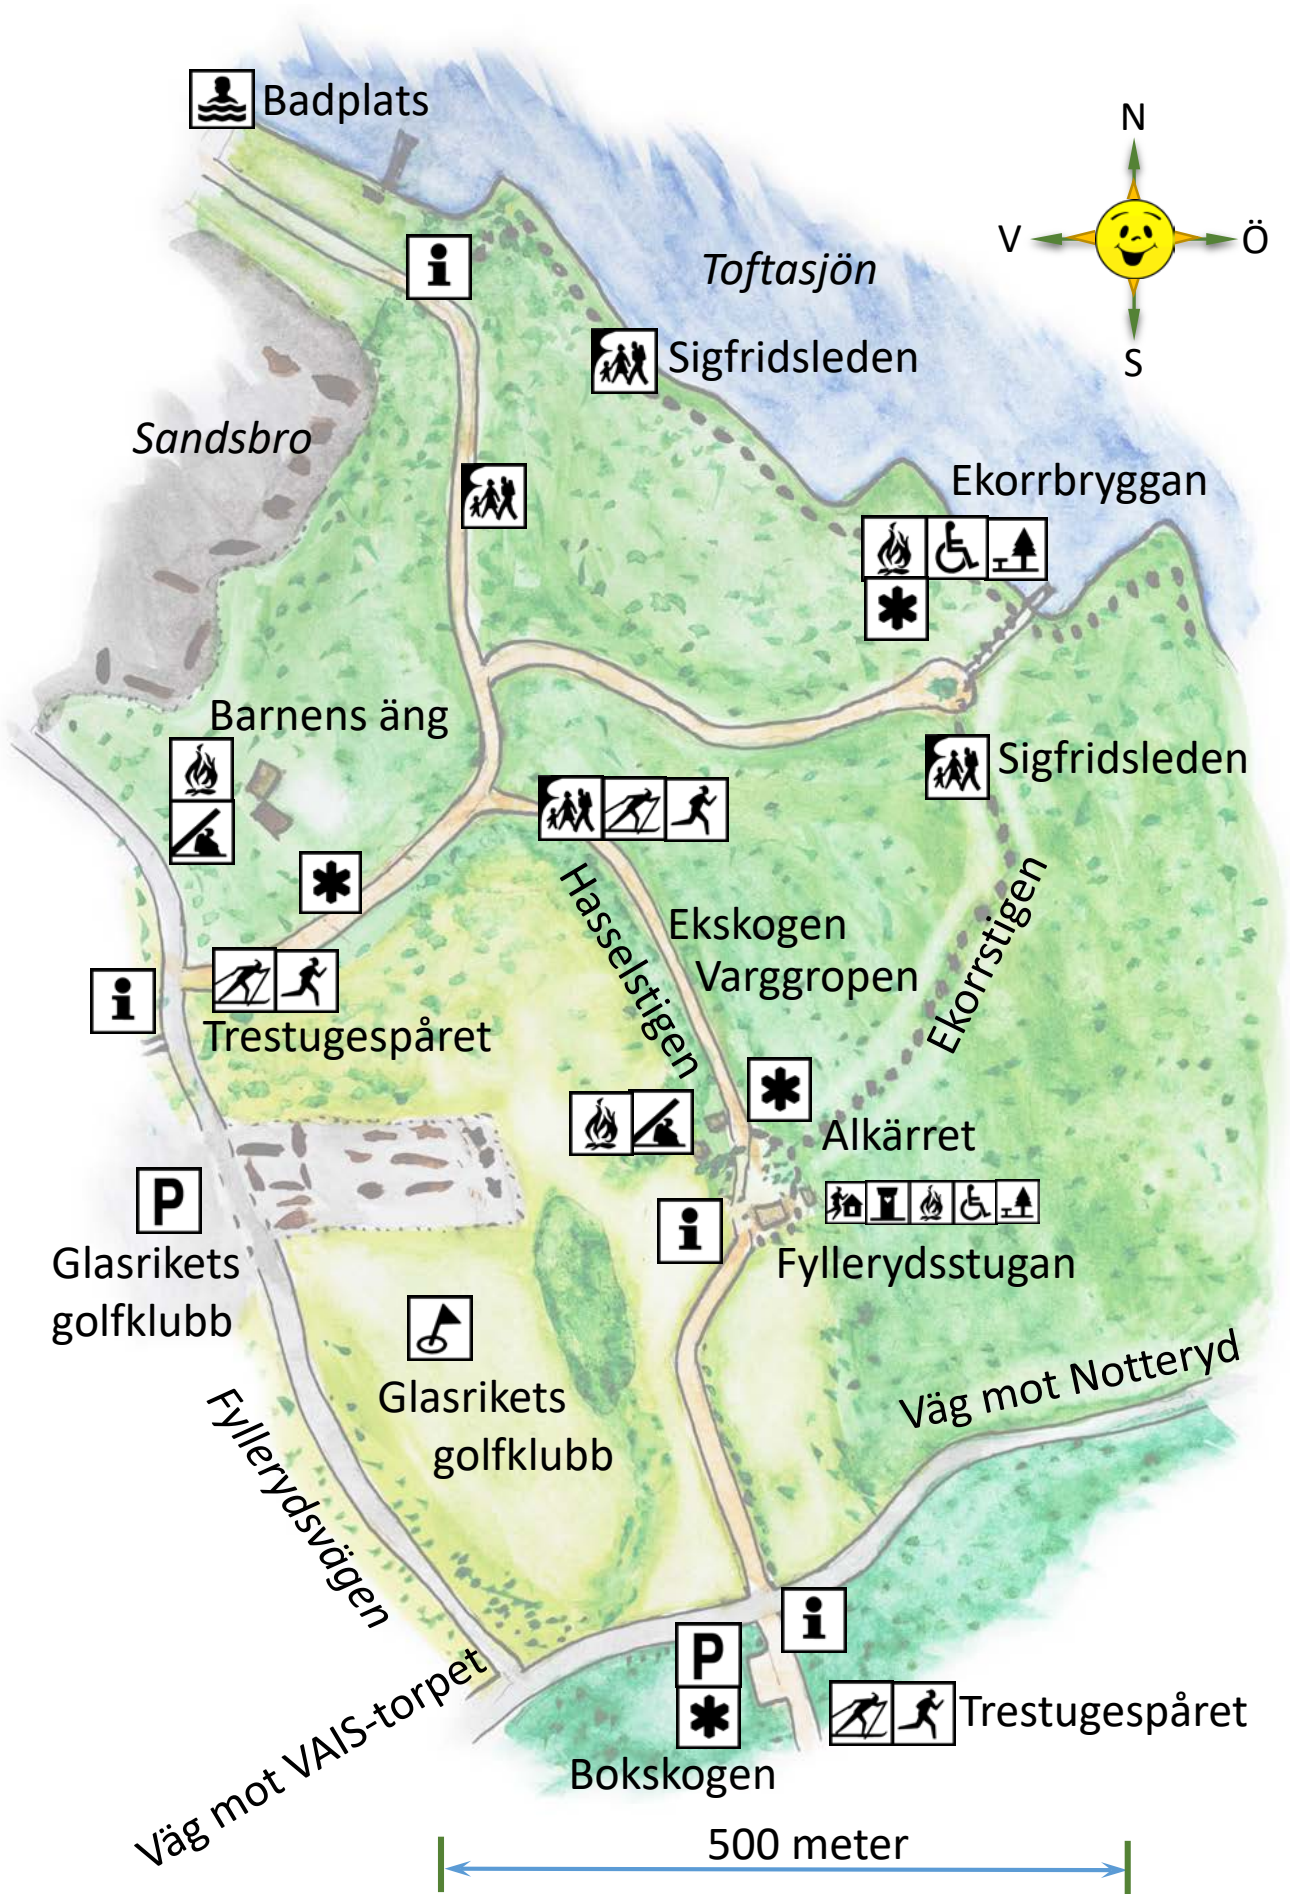 Badplats
N
V
Ö
S
Toftasjön
Sigfridsleden
Sandsbro
Ekorrbryggan
Barnens äng
Sigfridsleden
Hasselstigen
Ekskogen
Varggropen
Ekorrstigen
Trestugespåret
Alkärret
P
Glasrikets
golfklubb
Fyllerydsstugan
Glasrikets
golfklubb
Väg mot Notteryd
Fyllerydsvägen
Väg mot VAIS-torpet
P
Trestugespåret
Bokskogen
500 meter